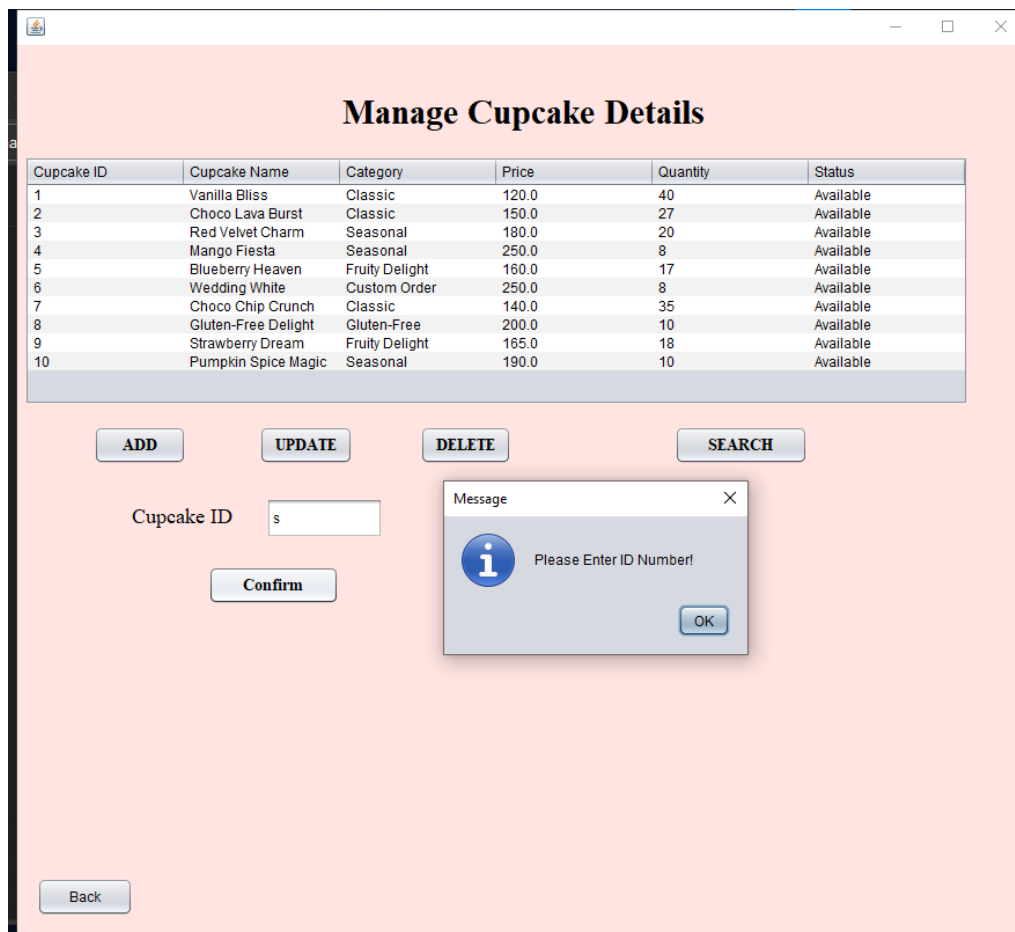 Manage Cupcake Details
Cupcake ID Cupcake Name Category Price Quantity Status
1 Vanilla Bliss Classic 120.0 40 Available
2 Choco Lava Burst Classic 150.0 27 Available
3 Red Velvet Charm Seasonal 180.0 20 Available
4 Mango Fiesta Seasonal 250.0 8 Available
5 Blueberry Heaven Fruity Delight 160.0 17 Available
6 Wedding White Custom Order 250.0 8 Available
7 Choco Chip Crunch Classic 140.0 35 Available
8 Gluten-Free Delight Gluten-Free 200.0 10 Available
9 Strawberry Dream Fruity Delight 165.0 18 Available
10 Pumpkin Spice Magic Seasonal 190.0 10 Available
ADD UPDATE DELETE SEARCH
Message
Cupcake ID s
Please Enter ID Number!
Confirm
OK
Back